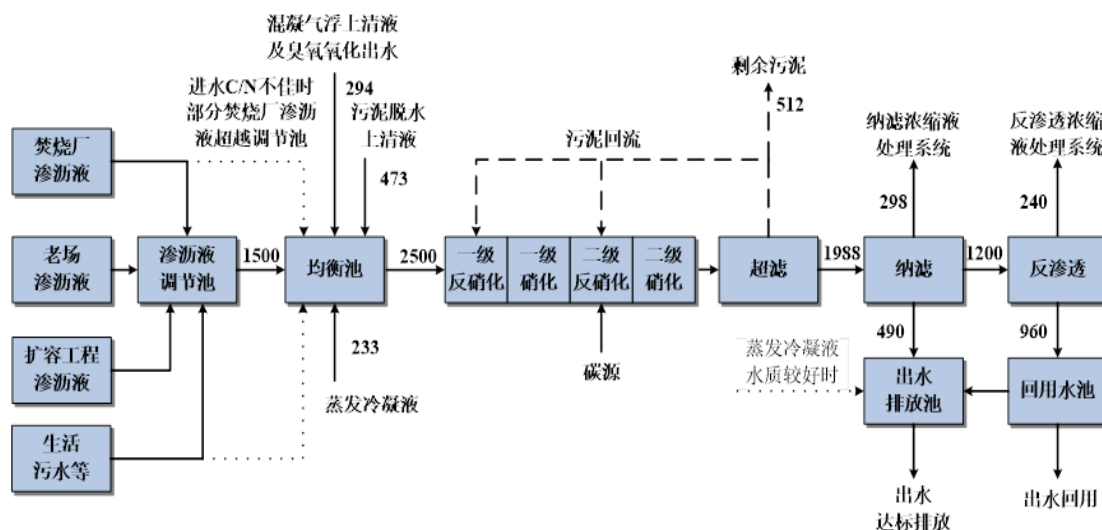 混凝气浮上清液
及臭氧氧化出水
294
进水C/N不佳时
部分焚烧厂渗沥
液超越调节池
污泥脱水
上清液
473
剩余污泥
512
污泥回流
纳滤浓缩液
处理系统
298
反渗透浓缩
液处理系统
240
焚烧厂
渗沥液
老场
渗沥液
渗沥液
调节池
1500
均衡池
2500
一级
反硝化
一级
硝化
二级
反硝化
二级
硝化
超滤
1988
纳滤
1200
反渗透
扩容工程
渗沥液
233
蒸发冷凝液
碳源
蒸发冷凝液
水质较好时
490
出水
排放池
960
回用水池
生活
污水等
出水
达标排放
出水回用